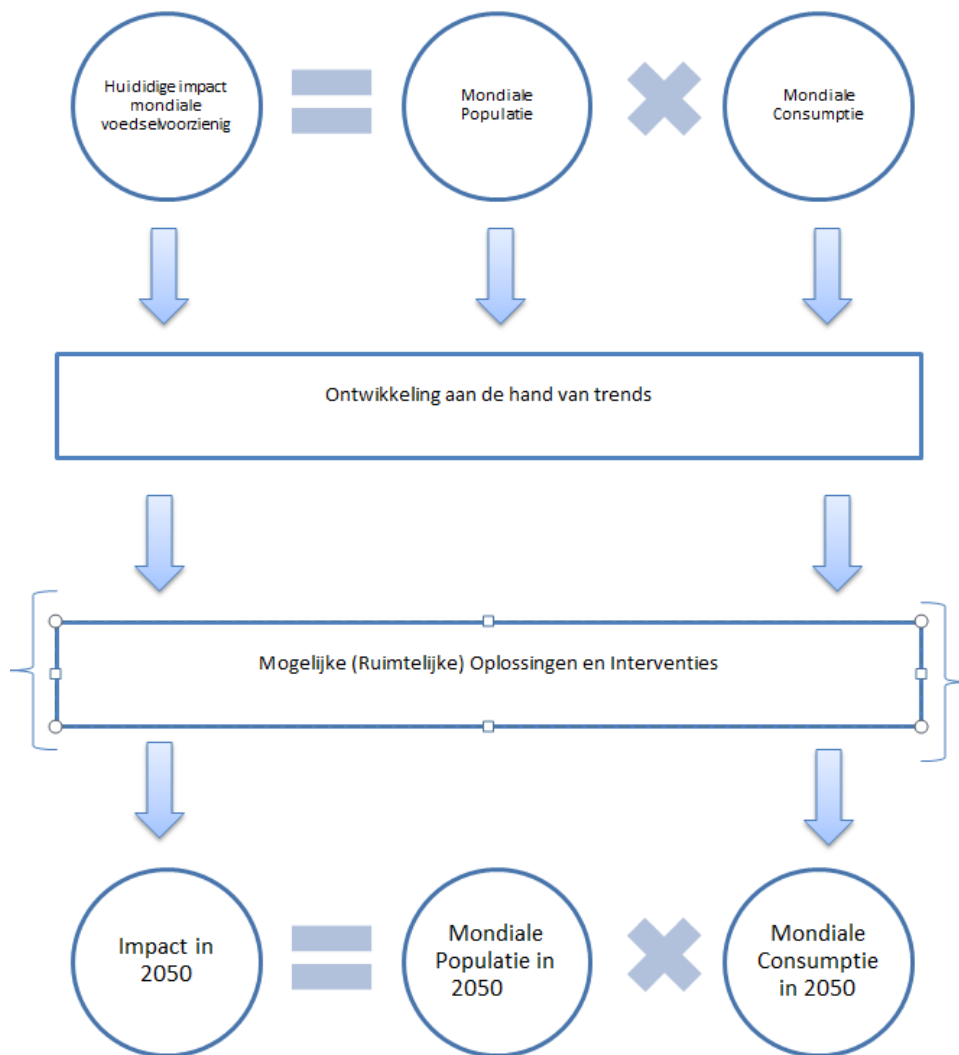 Huididige impact
mondiale
voedselvoorzienig
Mondiale
Populatie
Mondiale
Consumptie
Ontwikkeling aan de hand van trends
Mogelijke (Ruimtelijke) Oplossingen en Interventies
Impact in
2050
Mondiale
Populatie in
2050
Mondiale
Consumptie
in 2050